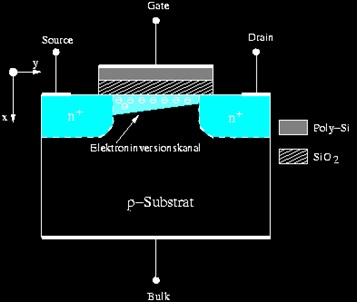 Gate
Source
Drain
y
x
n+
n+
Poly-Si
Elektroninversionskanal
SiO2
p-Substrat
Bulk